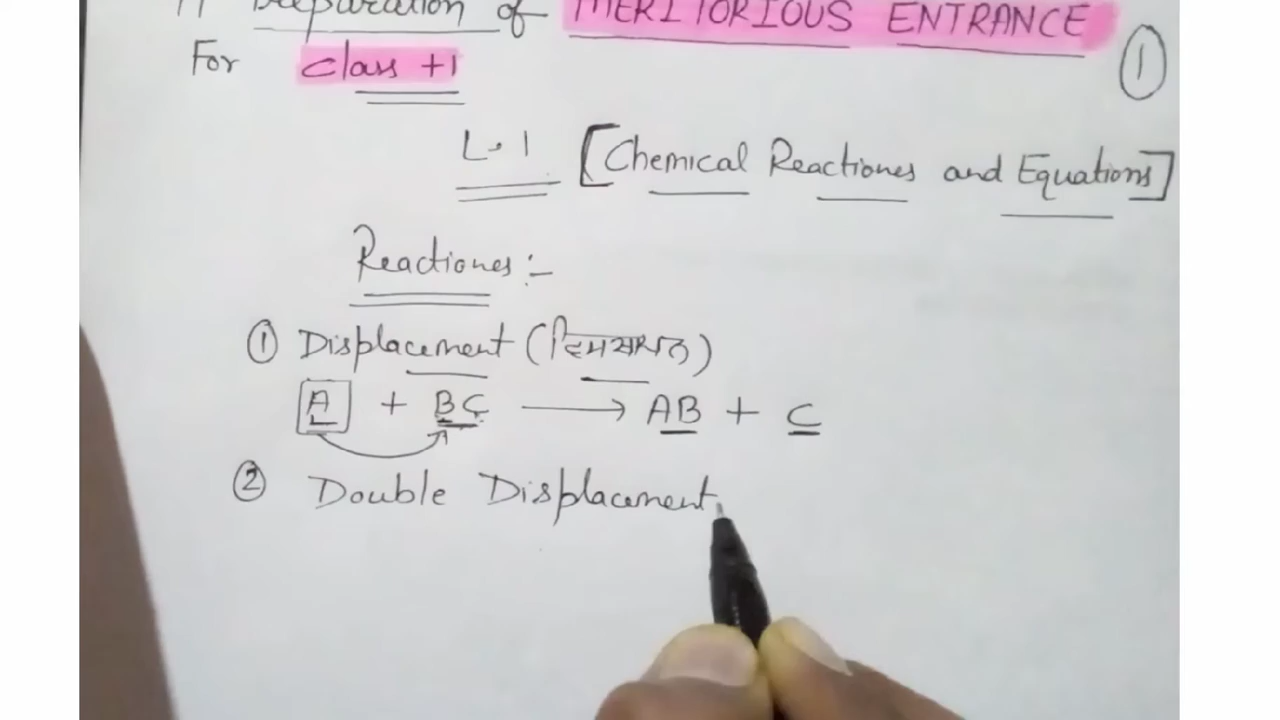 Preparation of MERITORIOUS ENTRANCE
For class +1
①
L.1 [Chemical Reactiones and Equations]
Reactiones :-
① Displacement
A + BC → AB + C
② Double Displacement